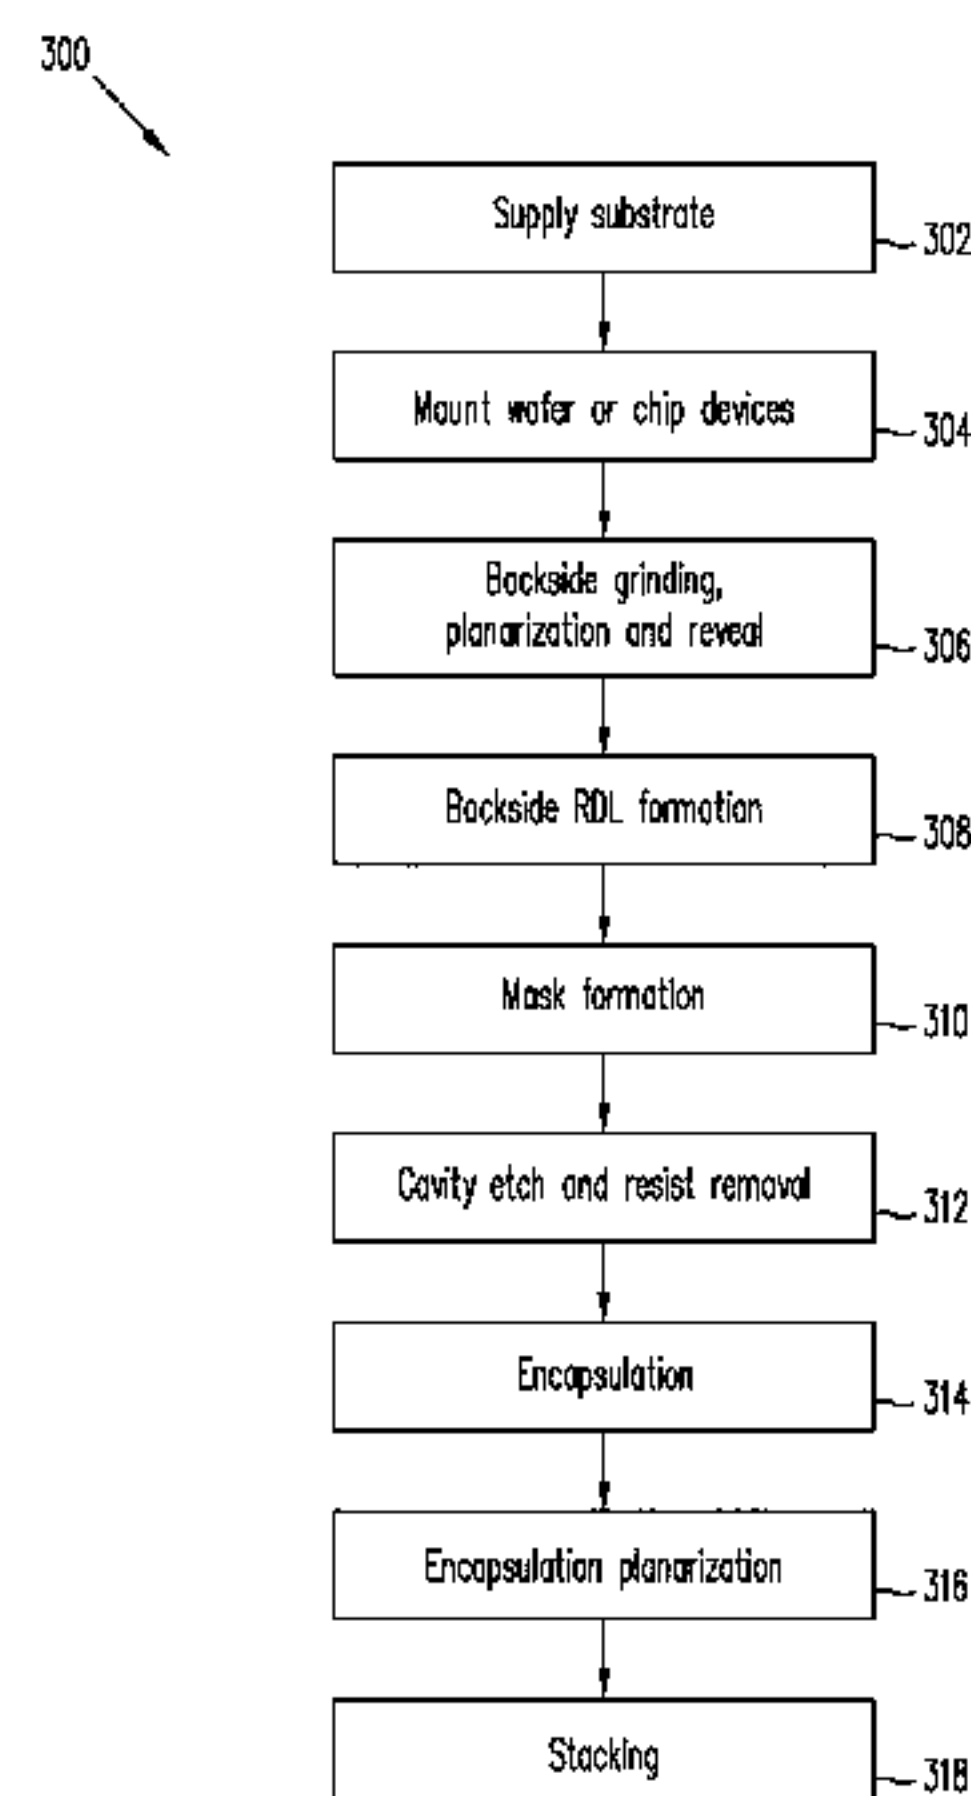 300
Supply substrate
302
Mount wafer or chip devices
304
Backside grinding,
planarization and reveal
306
Backside RDL formation
308
Mask formation
310
Cavity etch and resist removal
312
Encapsulation
314
Encapsulation planarization
316
Stacking
318